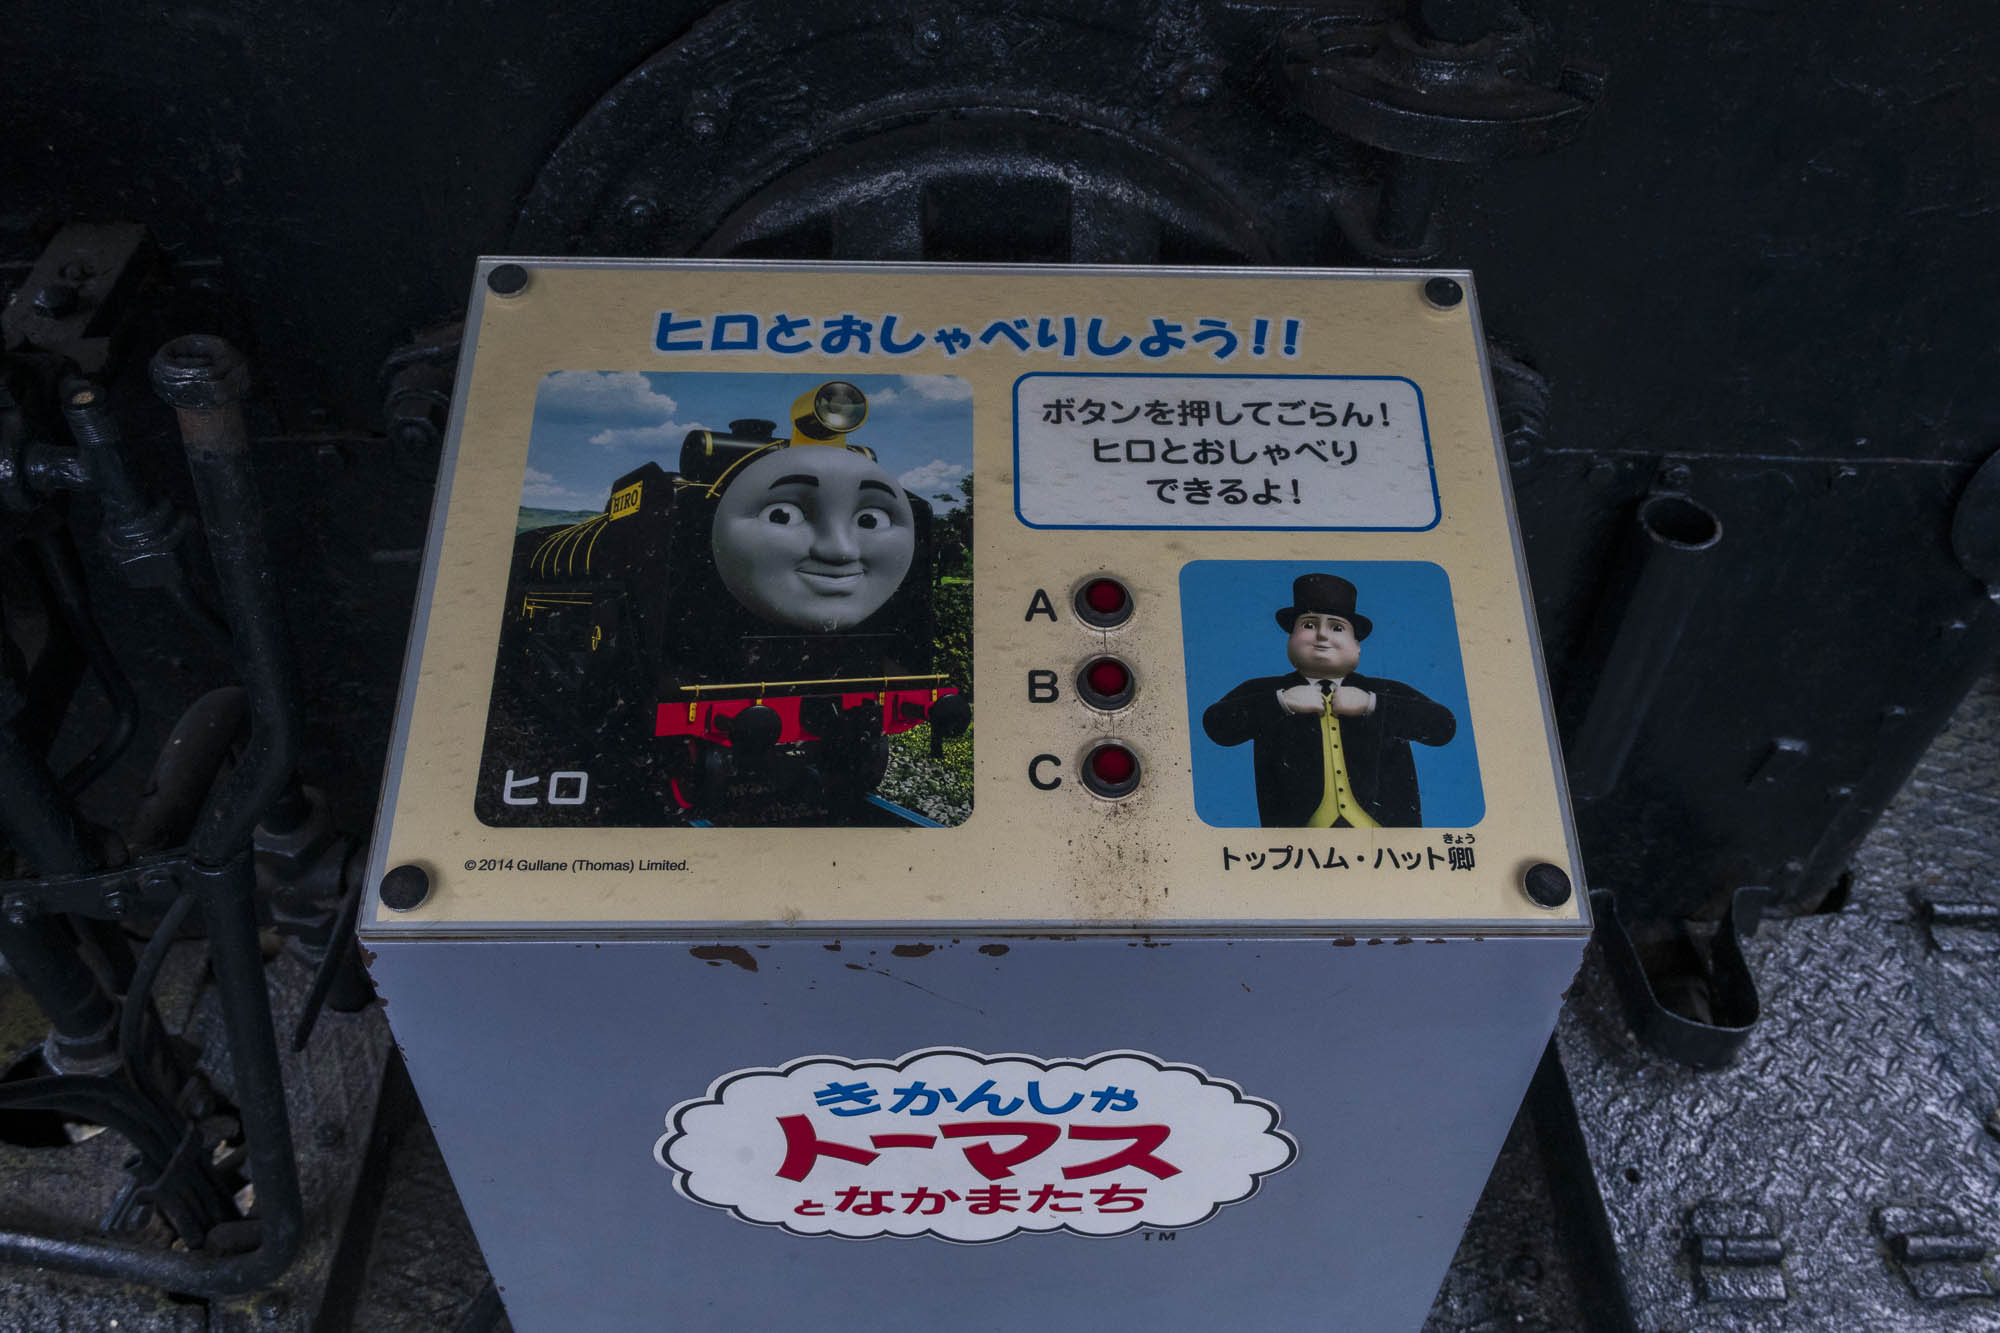 ヒロとおしゃべりしよう!!
ボタンを押してごらん!
ヒロとおしゃべり
できるよ!
HIRO
ヒロ
A
B
C
きょう
トップハム・ハット卿
©2014 Gullane (Thomas) Limited.
きかんしゃ
トーマス
となかまたち
TM